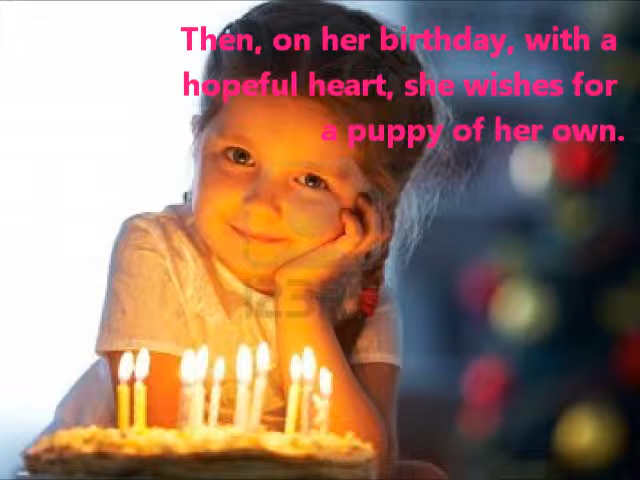 Then, on her birthday, with a
hopeful heart, she wishes for
a puppy of her own.